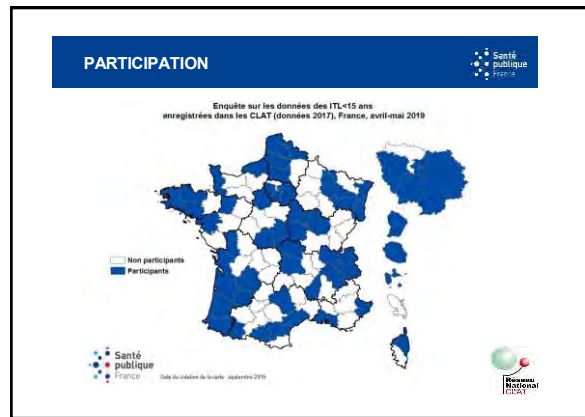 PARTICIPATION
Santé
publique
France
Enquête sur les données des ITL<15 ans
enregistrées dans les CLAT (données 2017), France, avril-mai 2019
Non participants
Participants
Santé
publique
France
Date de création de la carte : septembre 2019
Réseau
National
CLAT